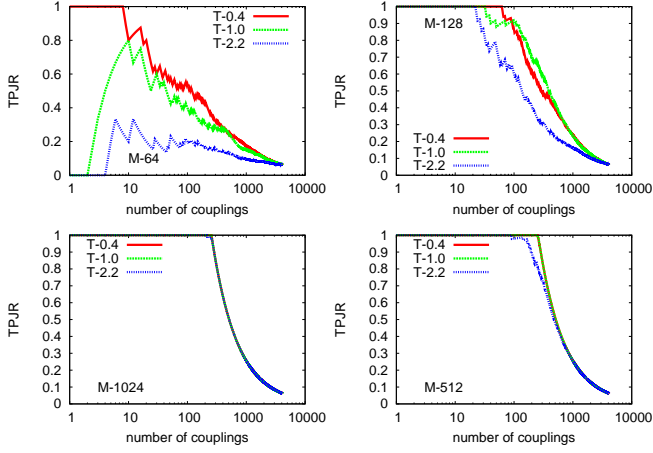 TPJR
1
0.8
0.6
0.4
0.2
0
1 10 100 1000 10000
number of couplings
T-0.4
T-1.0
T-2.2
M-64
TPJR
1
0.9
0.8
0.7
0.6
0.5
0.4
0.3
0.2
0.1
0
1 10 100 1000 10000
number of couplings
M-128
T-0.4
T-1.0
T-2.2
TPJR
1
0.9
0.8
0.7
0.6
0.5
0.4
0.3
0.2
0.1
0
1 10 100 1000 10000
number of couplings
T-0.4
T-1.0
T-2.2
M-1024
TPJR
1
0.9
0.8
0.7
0.6
0.5
0.4
0.3
0.2
0.1
0
1 10 100 1000 10000
number of couplings
T-0.4
T-1.0
T-2.2
M-512